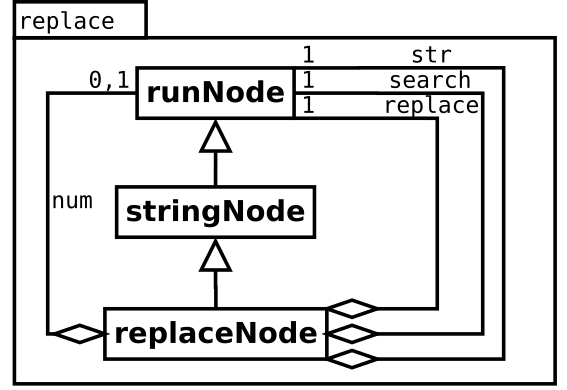 replace
1 str
0,1 1 search
runNode
1 replace
num
stringNode
replaceNode